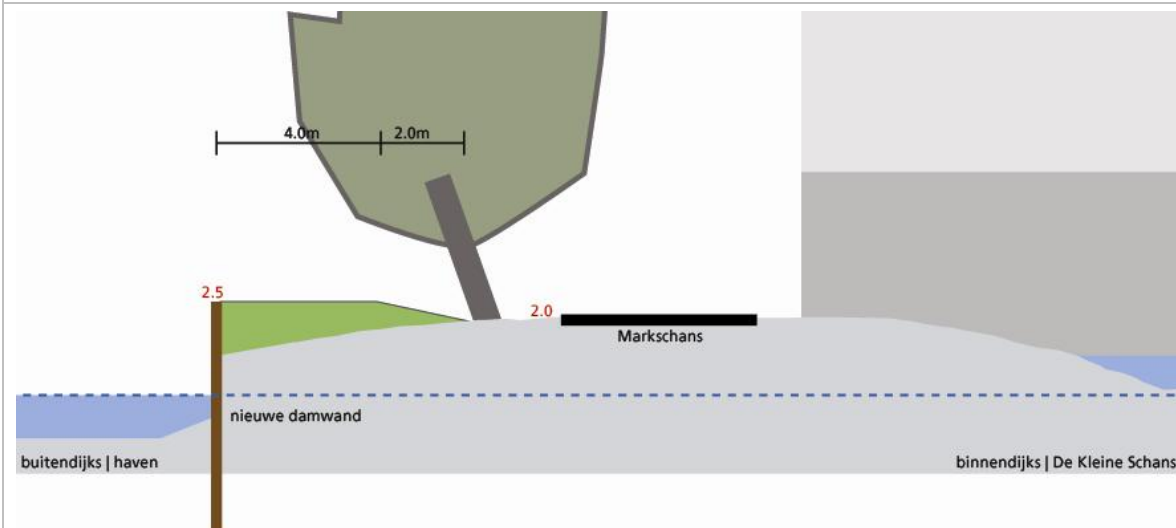 4.0m 2.0m
2.5
2.0
Markschans
nieuwe damwand
buitendijks | haven
binnendijks | De Kleine Schans